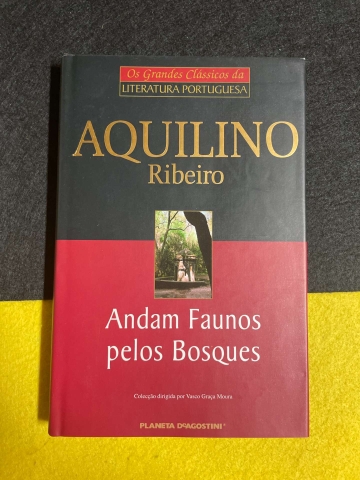 Os Grandes Clássicos da
LITERATURA PORTUGUESA
AQUILINO
Ribeiro
Andam Faunos
pelos Bosques
Colecção dirigida por Vasco Graça Moura
PLANETA DEAGOSTINI